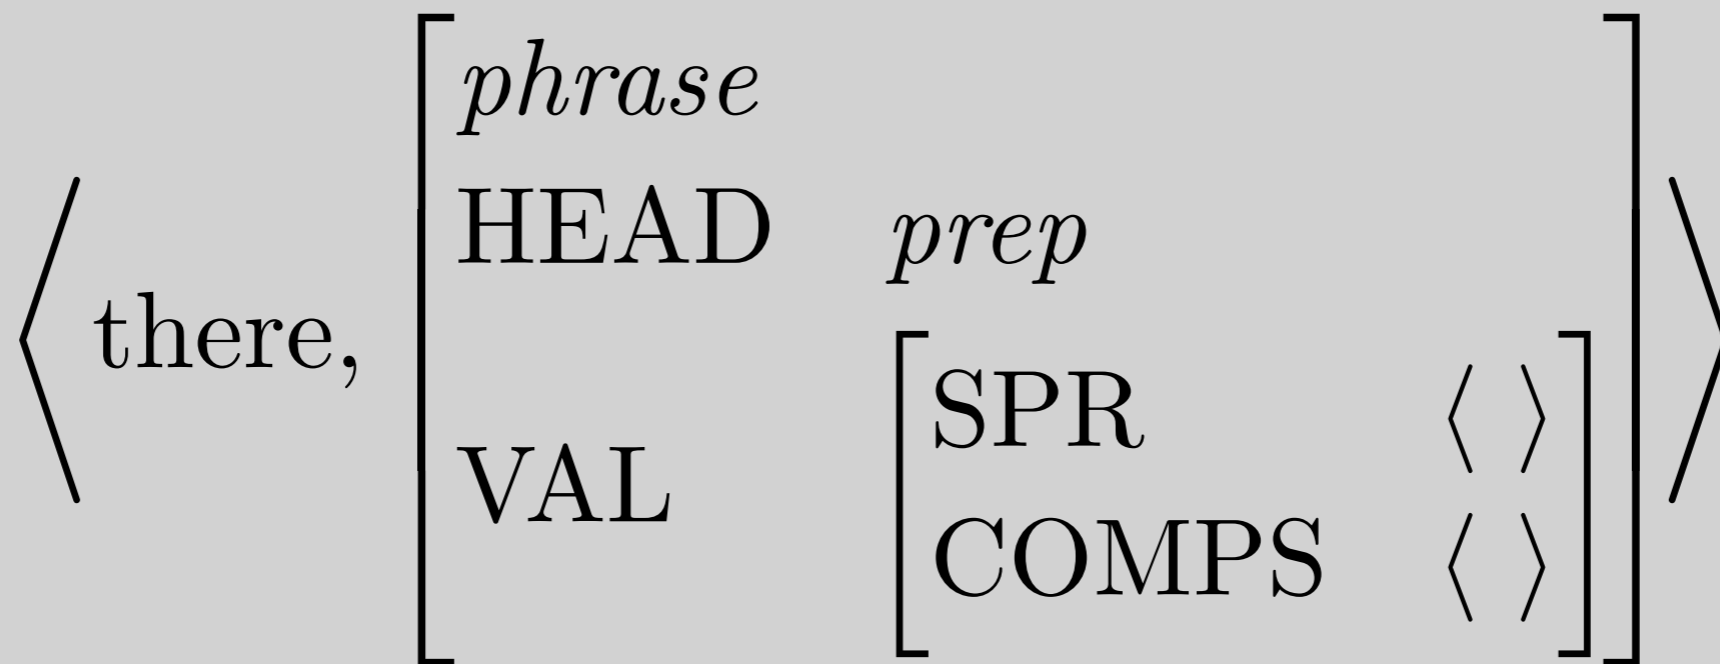 phrase
HEAD prep
⟨ there,
SPR ⟨ ⟩
VAL
COMPS ⟨ ⟩ ⟩